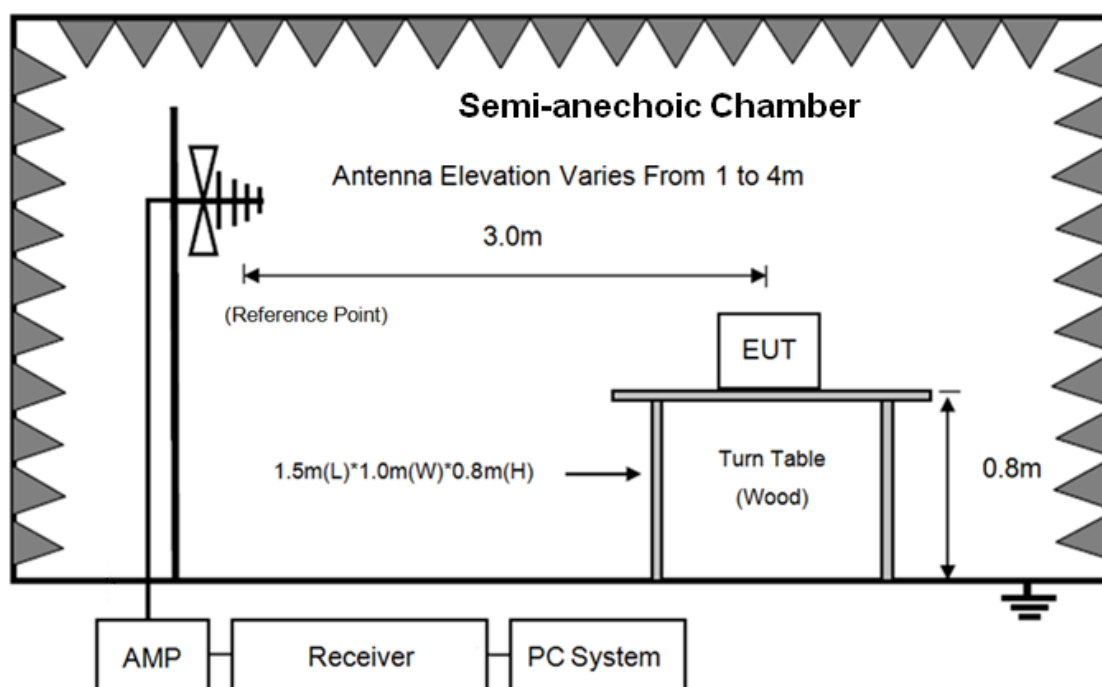 Semi-anechoic Chamber
Antenna Elevation Varies From 1 to 4m
3.0m
(Reference Point)
EUT
1.5m(L)*1.0m(W)*0.8m(H)
Turn Table
(Wood)
0.8m
AMP
Receiver
PC System